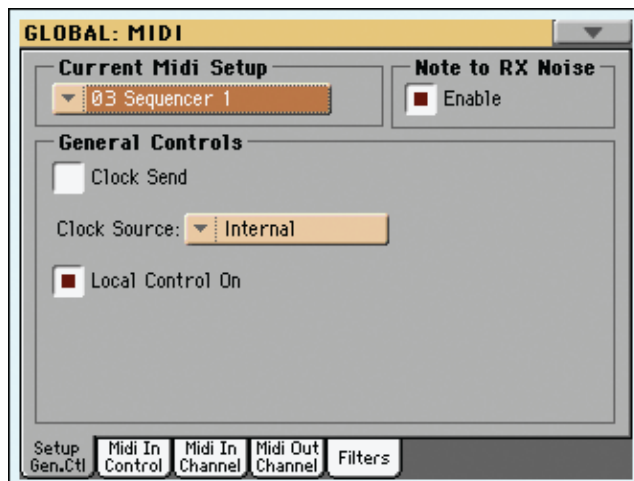 GLOBAL: MIDI
Current Midi Setup
03 Sequencer 1
Note to RX Noise
Enable
General Controls
Clock Send
Clock Source: Internal
Local Control On
Setup Gen.Ctl
Midi In Control
Midi In Channel
Midi Out Channel
Filters